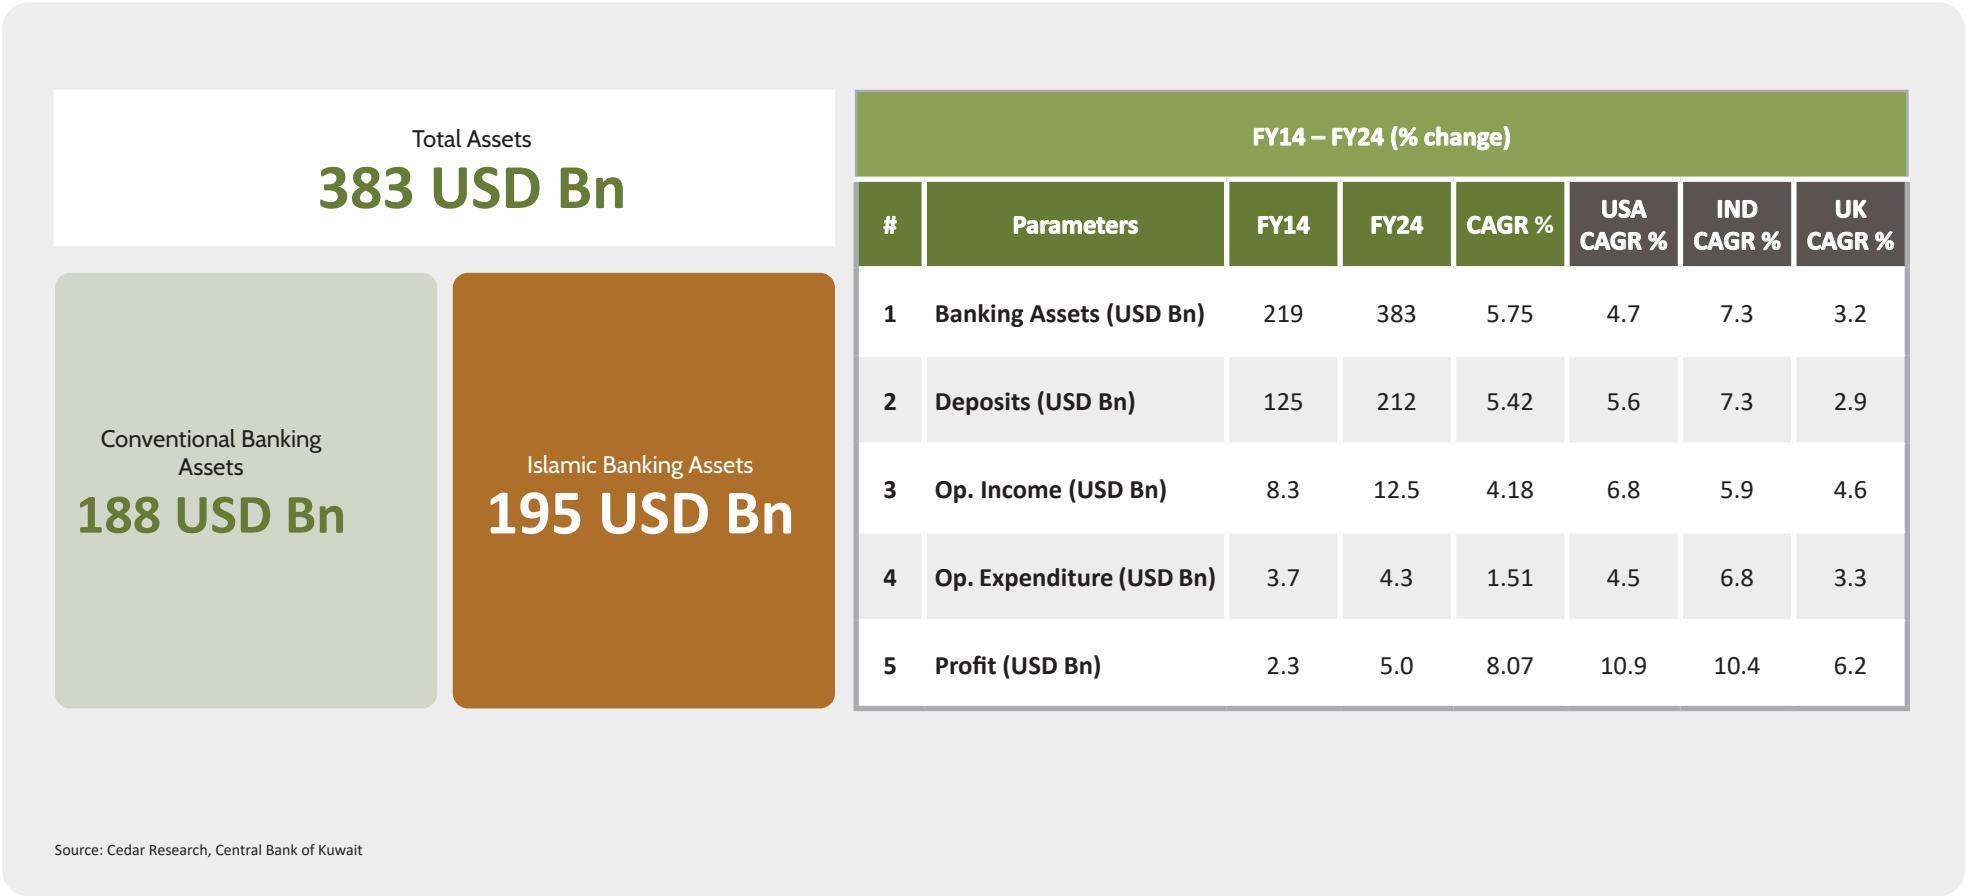 Total Assets
383 USD Bn
Conventional Banking
Assets
188 USD Bn
Islamic Banking Assets
195 USD Bn
FY14 – FY24 (% change)
# Parameters FY14 FY24 CAGR % USA CAGR % IND CAGR % UK CAGR %
1 Banking Assets (USD Bn) 219 383 5.75 4.7 7.3 3.2
2 Deposits (USD Bn) 125 212 5.42 5.6 7.3 2.9
3 Op. Income (USD Bn) 8.3 12.5 4.18 6.8 5.9 4.6
4 Op. Expenditure (USD Bn) 3.7 4.3 1.51 4.5 6.8 3.3
5 Profit (USD Bn) 2.3 5.0 8.07 10.9 10.4 6.2
Source: Cedar Research, Central Bank of Kuwait